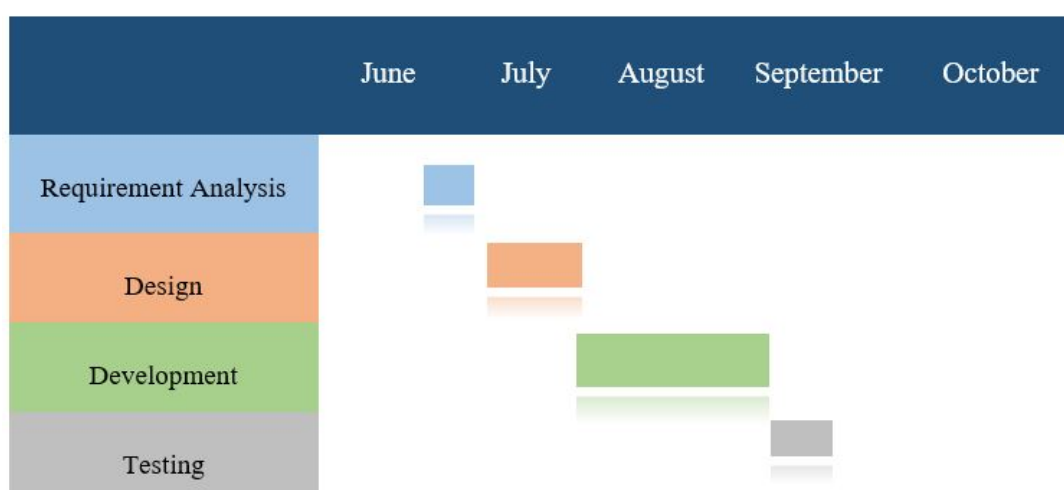 June July August September October
Requirement Analysis
Design
Development
Testing